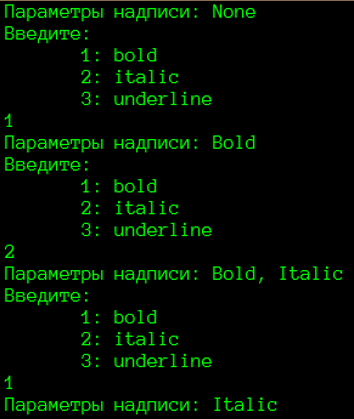 Параметры надписи: None
Введите:
1: bold
2: italic
3: underline
1
Параметры надписи: Bold
Введите:
1: bold
2: italic
3: underline
2
Параметры надписи: Bold, Italic
Введите:
1: bold
2: italic
3: underline
1
Параметры надписи: Italic